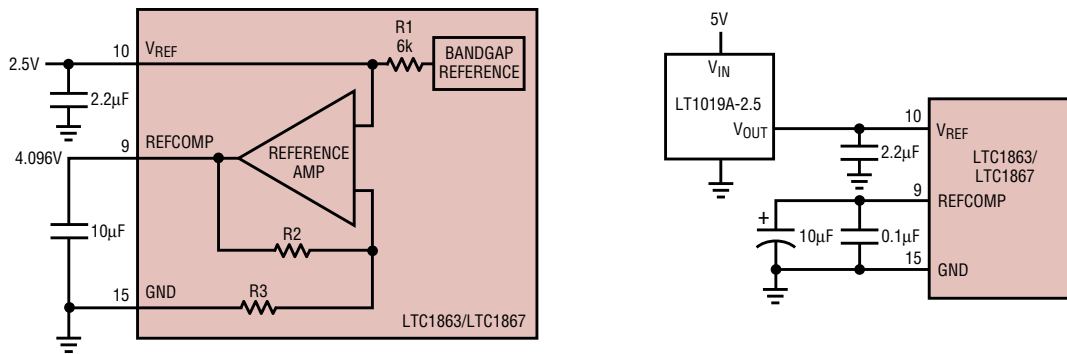 R1
6k
10
VREF
2.5V
BANDGAP
REFERENCE
2.2µF
9
REFCOMP
4.096V
REFERENCE
AMP
10µF
R2
15
GND
R3
LTC1863/LTC1867
5V
VIN
LT1019A-2.5
VOUT
10
VREF
2.2µF
LTC1863/
LTC1867
9
REFCOMP
+
10µF
0.1µF
15
GND